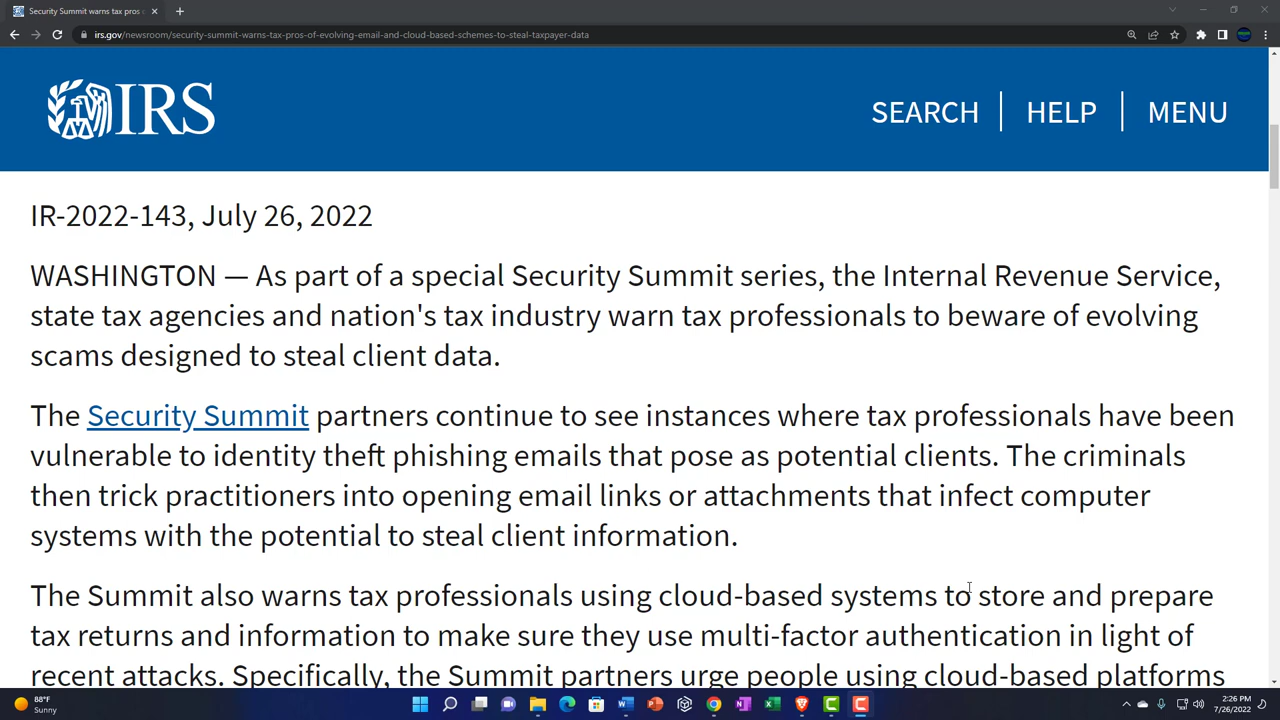 Security Summit warns tax pros o
irs.gov/newsroom/security-summit-warns-tax-pros-of-evolving-email-and-cloud-based-schemes-to-steal-taxpayer-data
IRS
SEARCH HELP MENU
IR-2022-143, July 26, 2022
WASHINGTON — As part of a special Security Summit series, the Internal Revenue Service,
state tax agencies and nation's tax industry warn tax professionals to beware of evolving
scams designed to steal client data.
The Security Summit partners continue to see instances where tax professionals have been
vulnerable to identity theft phishing emails that pose as potential clients. The criminals
then trick practitioners into opening email links or attachments that infect computer
systems with the potential to steal client information.
The Summit also warns tax professionals using cloud-based systems to store and prepare
tax returns and information to make sure they use multi-factor authentication in light of
recent attacks. Specifically, the Summit partners urge people using cloud-based platforms
88°F
Sunny
2:26 PM
7/26/2022